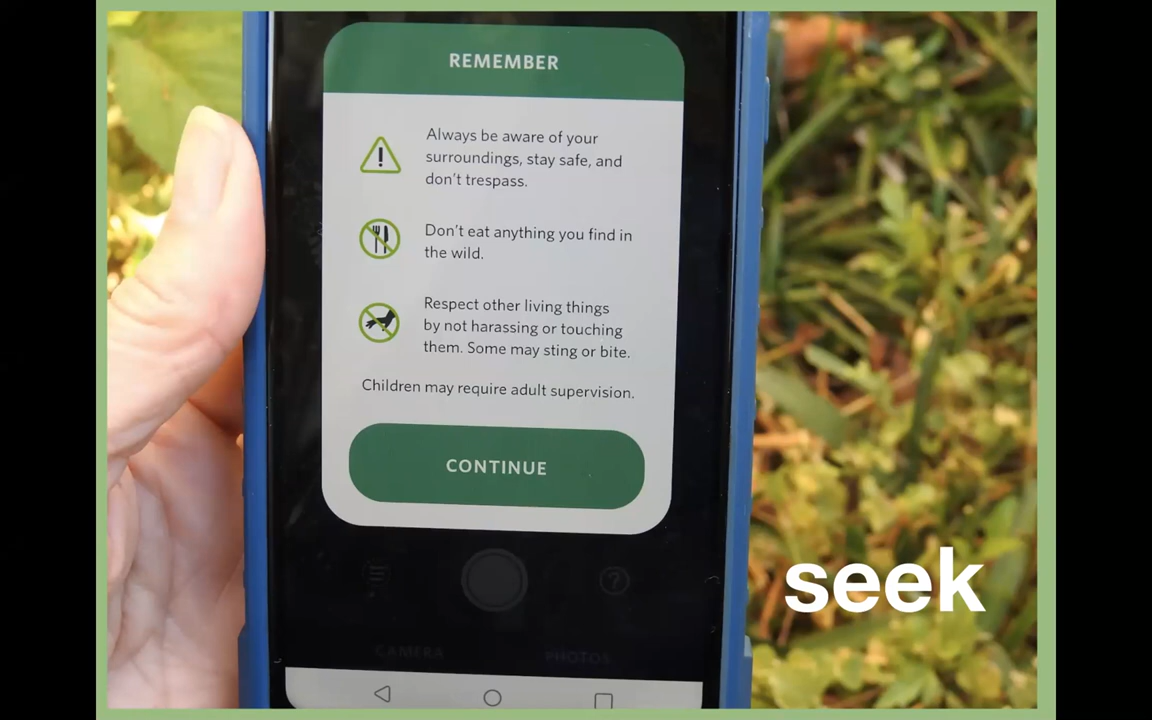 REMEMBER
Always be aware of your
surroundings, stay safe, and
don't trespass.
Don't eat anything you find in
the wild.
Respect other living things
by not harassing or touching
them. Some may sting or bite.
Children may require adult supervision.
CONTINUE
?
CAMERA
PHOTOS
seek